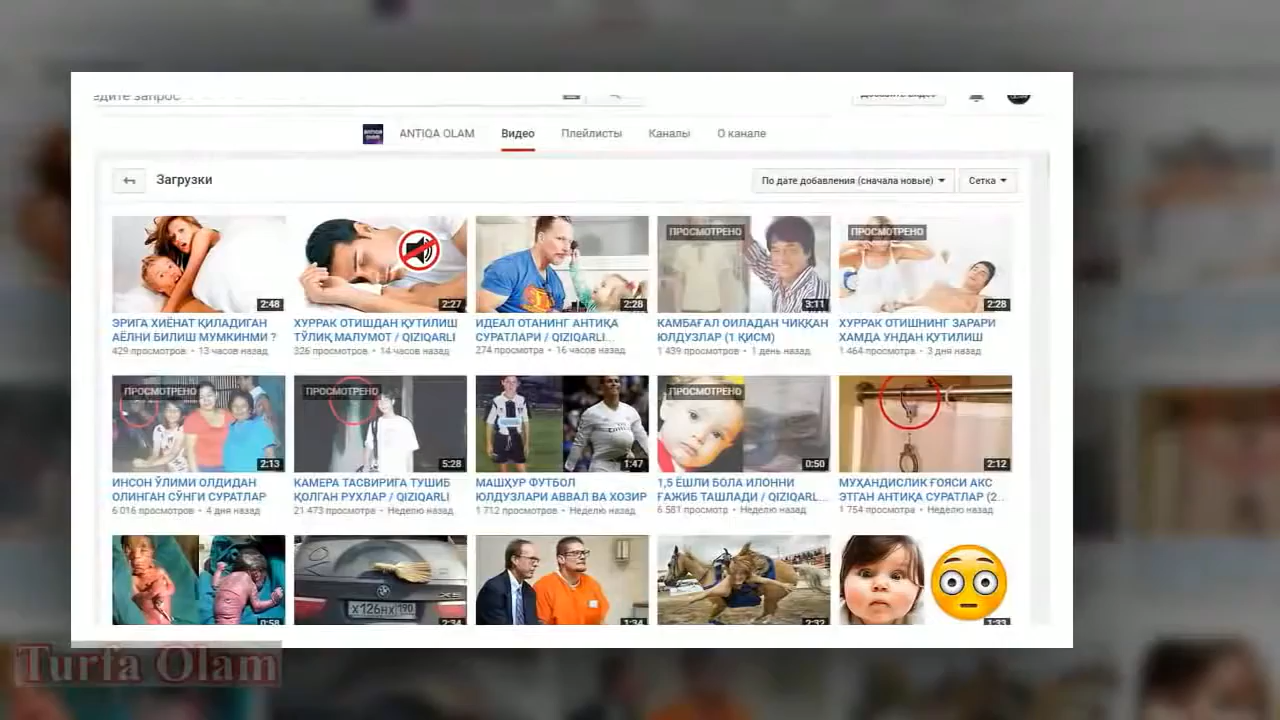 ANTIQA OLAM Видео Плейлисты Каналы О канале
Загрузки
По дате добавления (сначала новые) Сетка
ПРОСМОТРЕНО ПРОСМОТРЕНО
2:48 2:27 2:28 3:11 2:28
ЭРИГА ХИЁНАТ ҚИЛАДИГАН
АЁЛНИ БИЛИШ МУМКИНМИ ?
429 просмотров • 13 часов назад
ХУРРАК ОТИШДАН ҚУТИЛИШ
ТЎЛИҚ МАЛУМОТ / QIZIQARLI
326 просмотров • 14 часов назад
ИДЕАЛ ОТАНИНГ АНТИҚА
СУРАТЛАРИ / QIZIQARLI...
274 просмотра • 16 часов назад
КАМБАҒАЛ ОИЛАДАН ЧИҚҚАН
ЮЛДУЗЛАР (1 ҚИСМ)
1 439 просмотров • 1 день назад
ХУРРАК ОТИШНИНГ ЗАРАРИ
ХАМДА УНДАН ҚУТИЛИШ
1 464 просмотра • 3 дня назад
ПРОСМОТРЕНО ПРОСМОТРЕНО ПРОСМОТРЕНО
2:13 5:28 1:47 0:50 2:12
ИНСОН ЎЛИМИ ОЛДИДАН
ОЛИНГАН СЎНГИ СУРАТЛАР
6 016 просмотров • 4 дня назад
КАМЕРА ТАСВИРИГА ТУШИБ
ҚОЛГАН РУХЛАР / QIZIQARLI
21 473 просмотра • Неделю назад
МАШҲУР ФУТБОЛ
ЮЛДУЗЛАРИ АВВАЛ ВА ХОЗИР
1 712 просмотров • Неделю назад
1,5 ЁШЛИ БОЛА ИЛОННИ
ҒАЖИБ ТАШЛАДИ / QIZIQARL...
6 581 просмотр • Неделю назад
МУҲАНДИСЛИК ҒОЯСИ АКС
ЭТГАН АНТИҚА СУРАТЛАР (2...
1 754 просмотра • Неделю назад
Х126НХ 190 X5
0:58 2:34 1:34 2:32 1:33
Turfa Olam